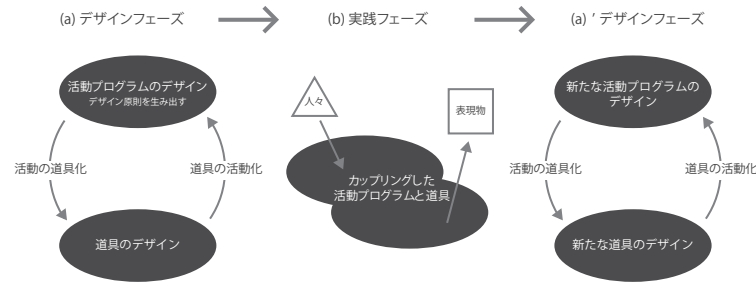 (a) デザインフェーズ
(b) 実践フェーズ
(a) ′ デザインフェーズ
活動プログラムのデザイン
デザイン原則を生み出す
活動の道具化
道具の活動化
道具のデザイン
人々
表現物
カップリングした
活動プログラムと道具
新たな活動プログラムの
デザイン
活動の道具化
道具の活動化
新たな道具のデザイン